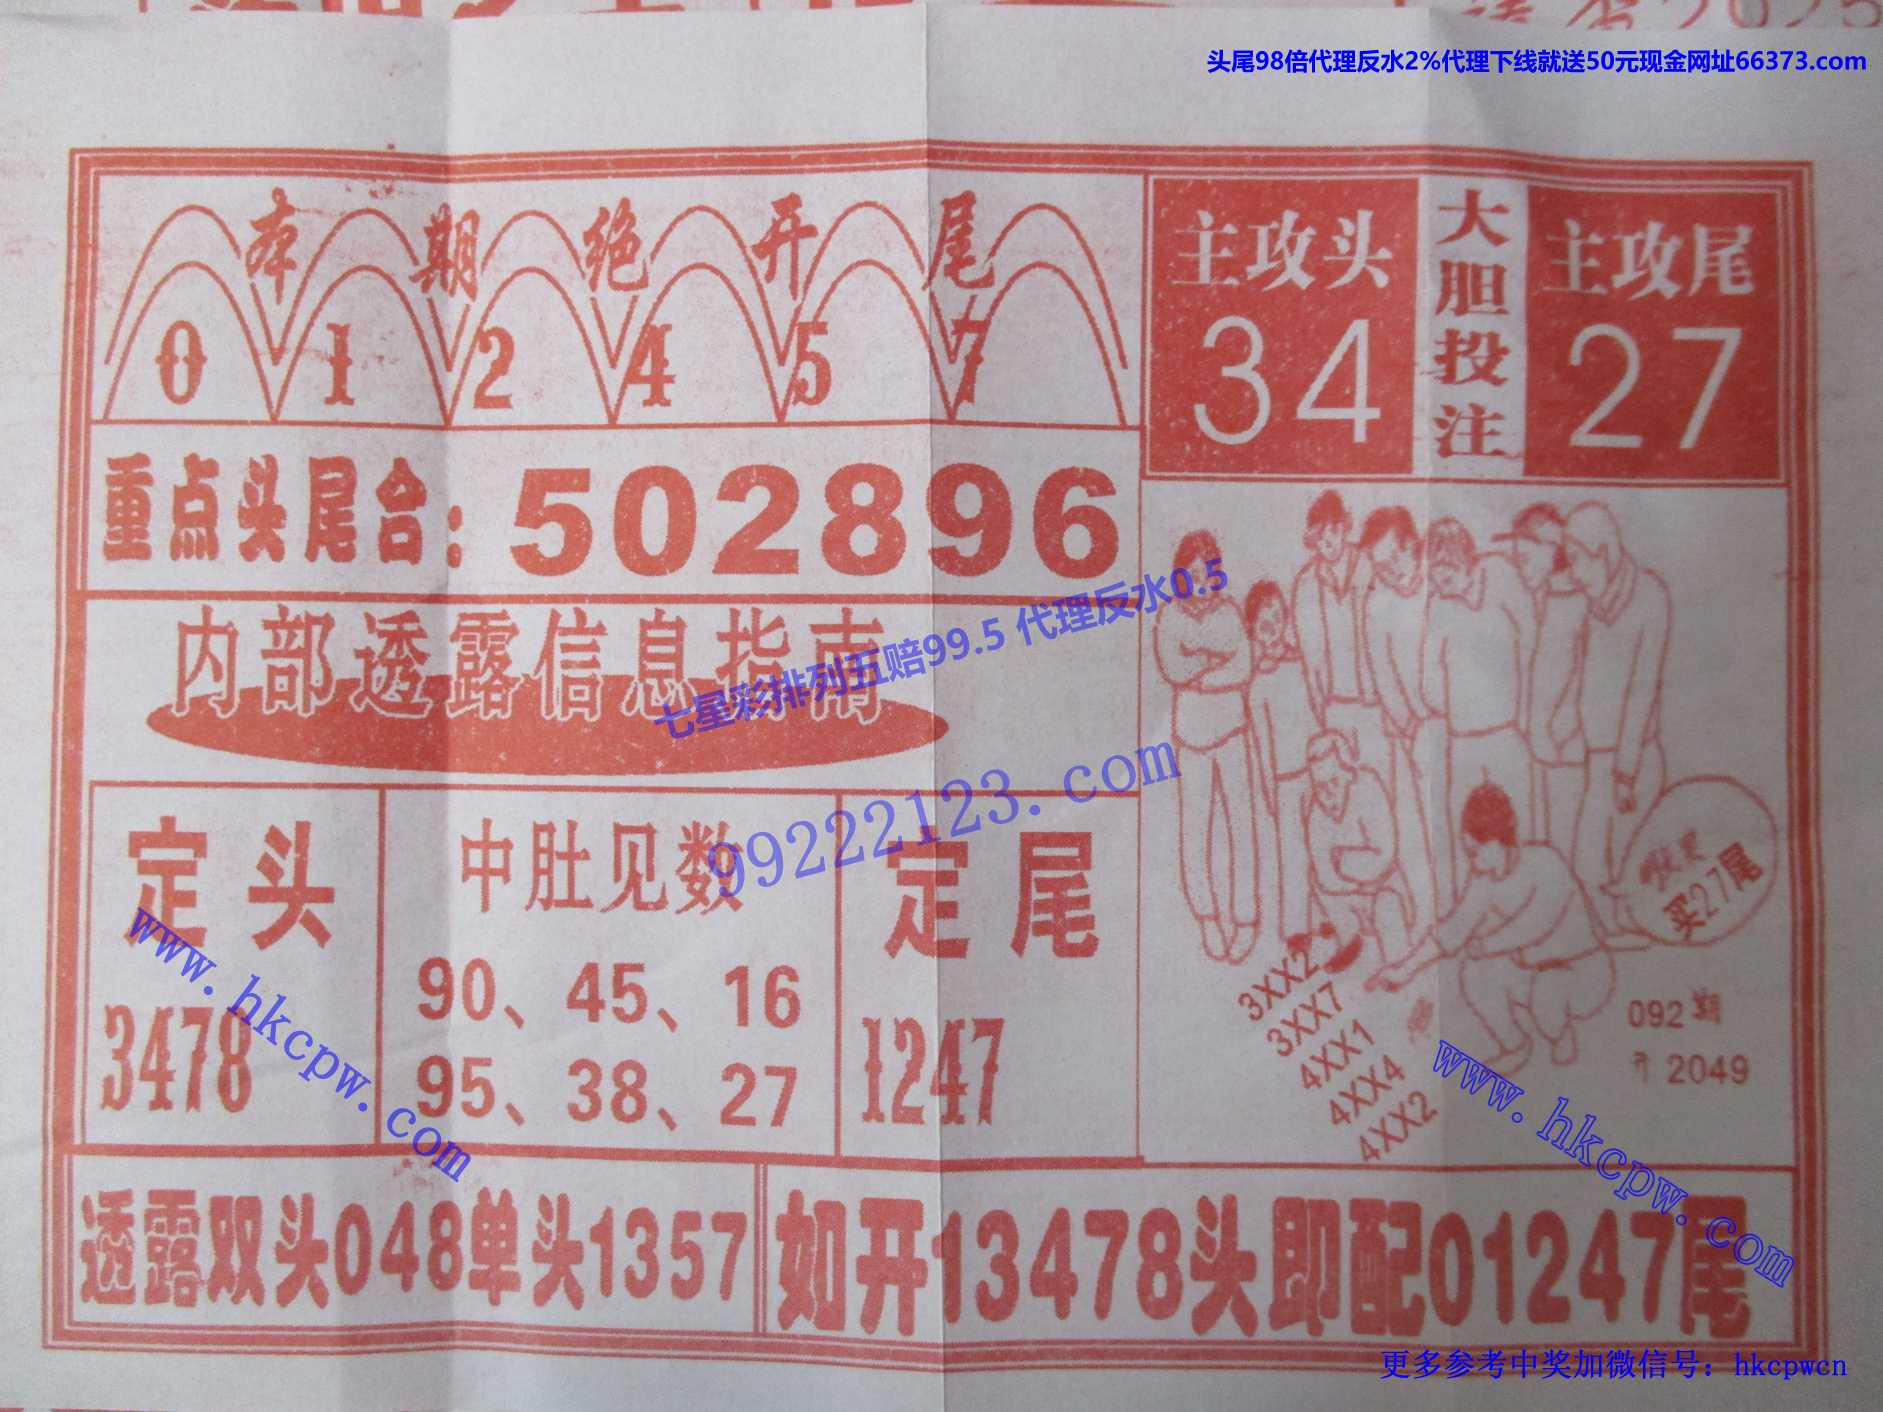 头尾98倍代理反水2%代理下线就送50元现金网址66373.com
本期绝开尾
0 1 2 4 5 7
主攻头
34
大胆投注
主攻尾
27
重点头尾合：502896
内部透露信息指南
七星彩排列五赔99.5 代理反水0.5
99222123.com
定头
3478
中肚见数
90、45、16
95、38、27
定尾
1247
www.hkcpw.com
买27尾
3XX2
3XX7
4XX1
4XX4
4XX2
092期
开2049
www.hkcpw.com
透露双头048单头1357
如开13478头即配01247尾
更多参考中奖加微信号：hkcpwcn